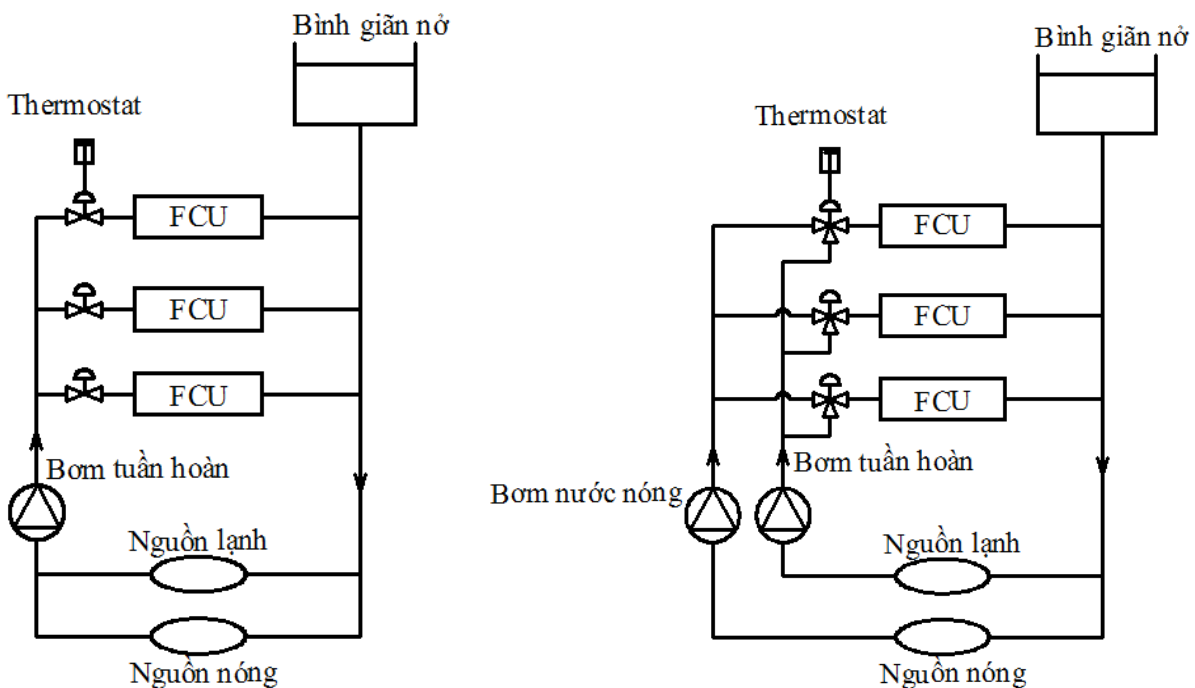 Bình giãn nở
Thermostat
FCU
FCU
FCU
Bơm tuần hoàn
Nguồn lạnh
Nguồn nóng
Bình giãn nở
Thermostat
FCU
FCU
FCU
Bơm tuần hoàn
Bơm nước nóng
Nguồn lạnh
Nguồn nóng